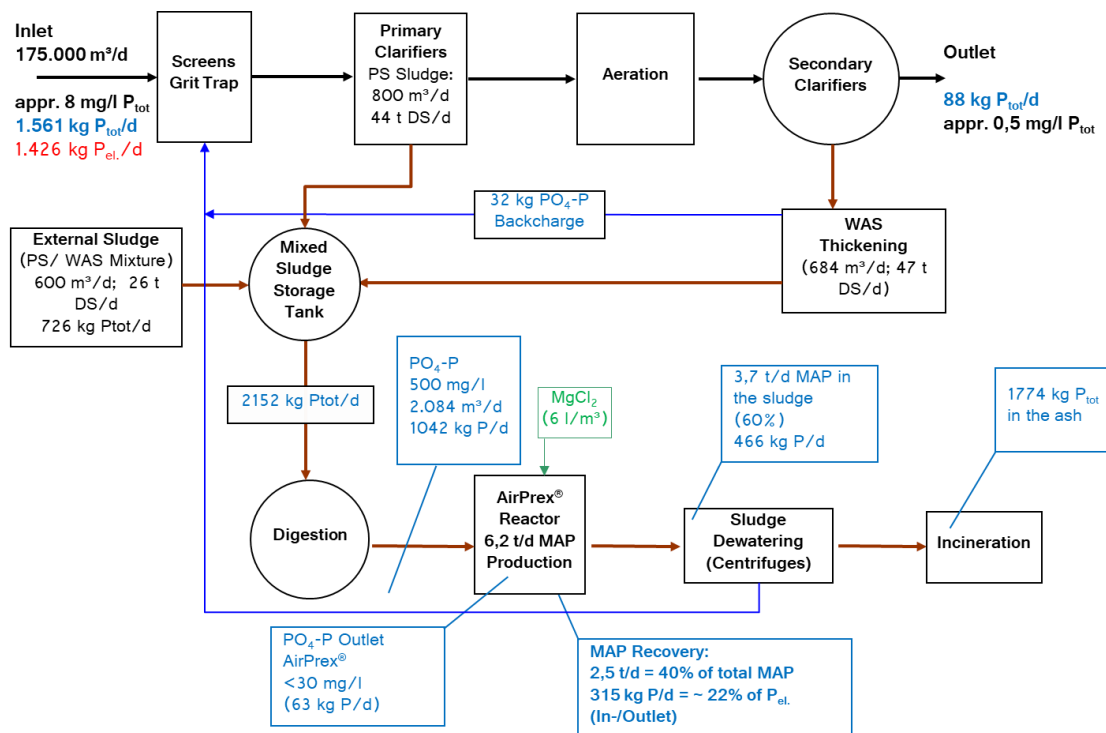 Inlet
175.000 m³/d
appr. 8 mg/l Ptot
1.561 kg Ptot/d
1.426 kg Pel./d
Screens
Grit Trap
Primary
Clarifiers
PS Sludge:
800 m³/d
44 t DS/d
Aeration
Secondary
Clarifiers
Outlet
88 kg Ptot/d
appr. 0,5 mg/l Ptot
32 kg PO₄-P
Backcharge
External Sludge
(PS/ WAS Mixture)
600 m³/d; 26 t
DS/d
726 kg Ptot/d
Mixed
Sludge
Storage
Tank
WAS
Thickening
(684 m³/d; 47 t
DS/d)
2152 kg Ptot/d
PO₄-P
500 mg/l
2.084 m³/d
1042 kg P/d
MgCl₂
(6 l/m³)
3,7 t/d MAP in
the sludge
(60%)
466 kg P/d
1774 kg Ptot
in the ash
Digestion
AirPrex®
Reactor
6,2 t/d MAP
Production
Sludge
Dewatering
(Centrifuges)
Incineration
PO₄-P Outlet
AirPrex®
<30 mg/l
(63 kg P/d)
MAP Recovery:
2,5 t/d = 40% of total MAP
315 kg P/d = ~ 22% of Pel.
(In-/Outlet)